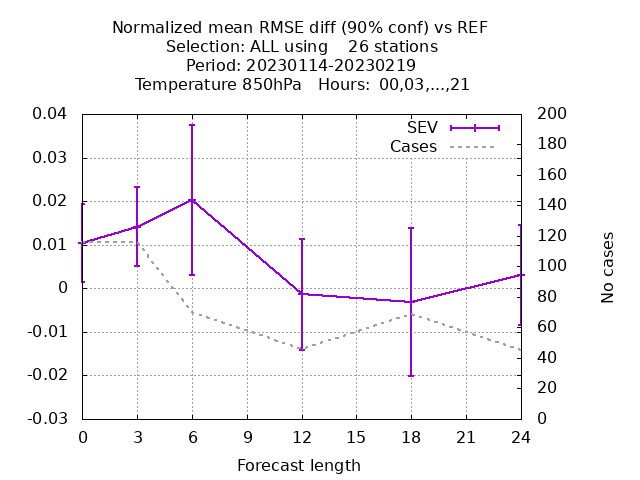 Normalized mean RMSE diff (90% conf) vs REF
Selection: ALL using    26 stations
Period: 20230114-20230219
Temperature 850hPa   Hours:  00,03,...,21
SEV
Cases
0.04
0.03
0.02
0.01
0
-0.01
-0.02
-0.03
200
180
160
140
120
100
80
60
40
20
0
No cases
0 3 6 9 12 15 18 21 24
Forecast length